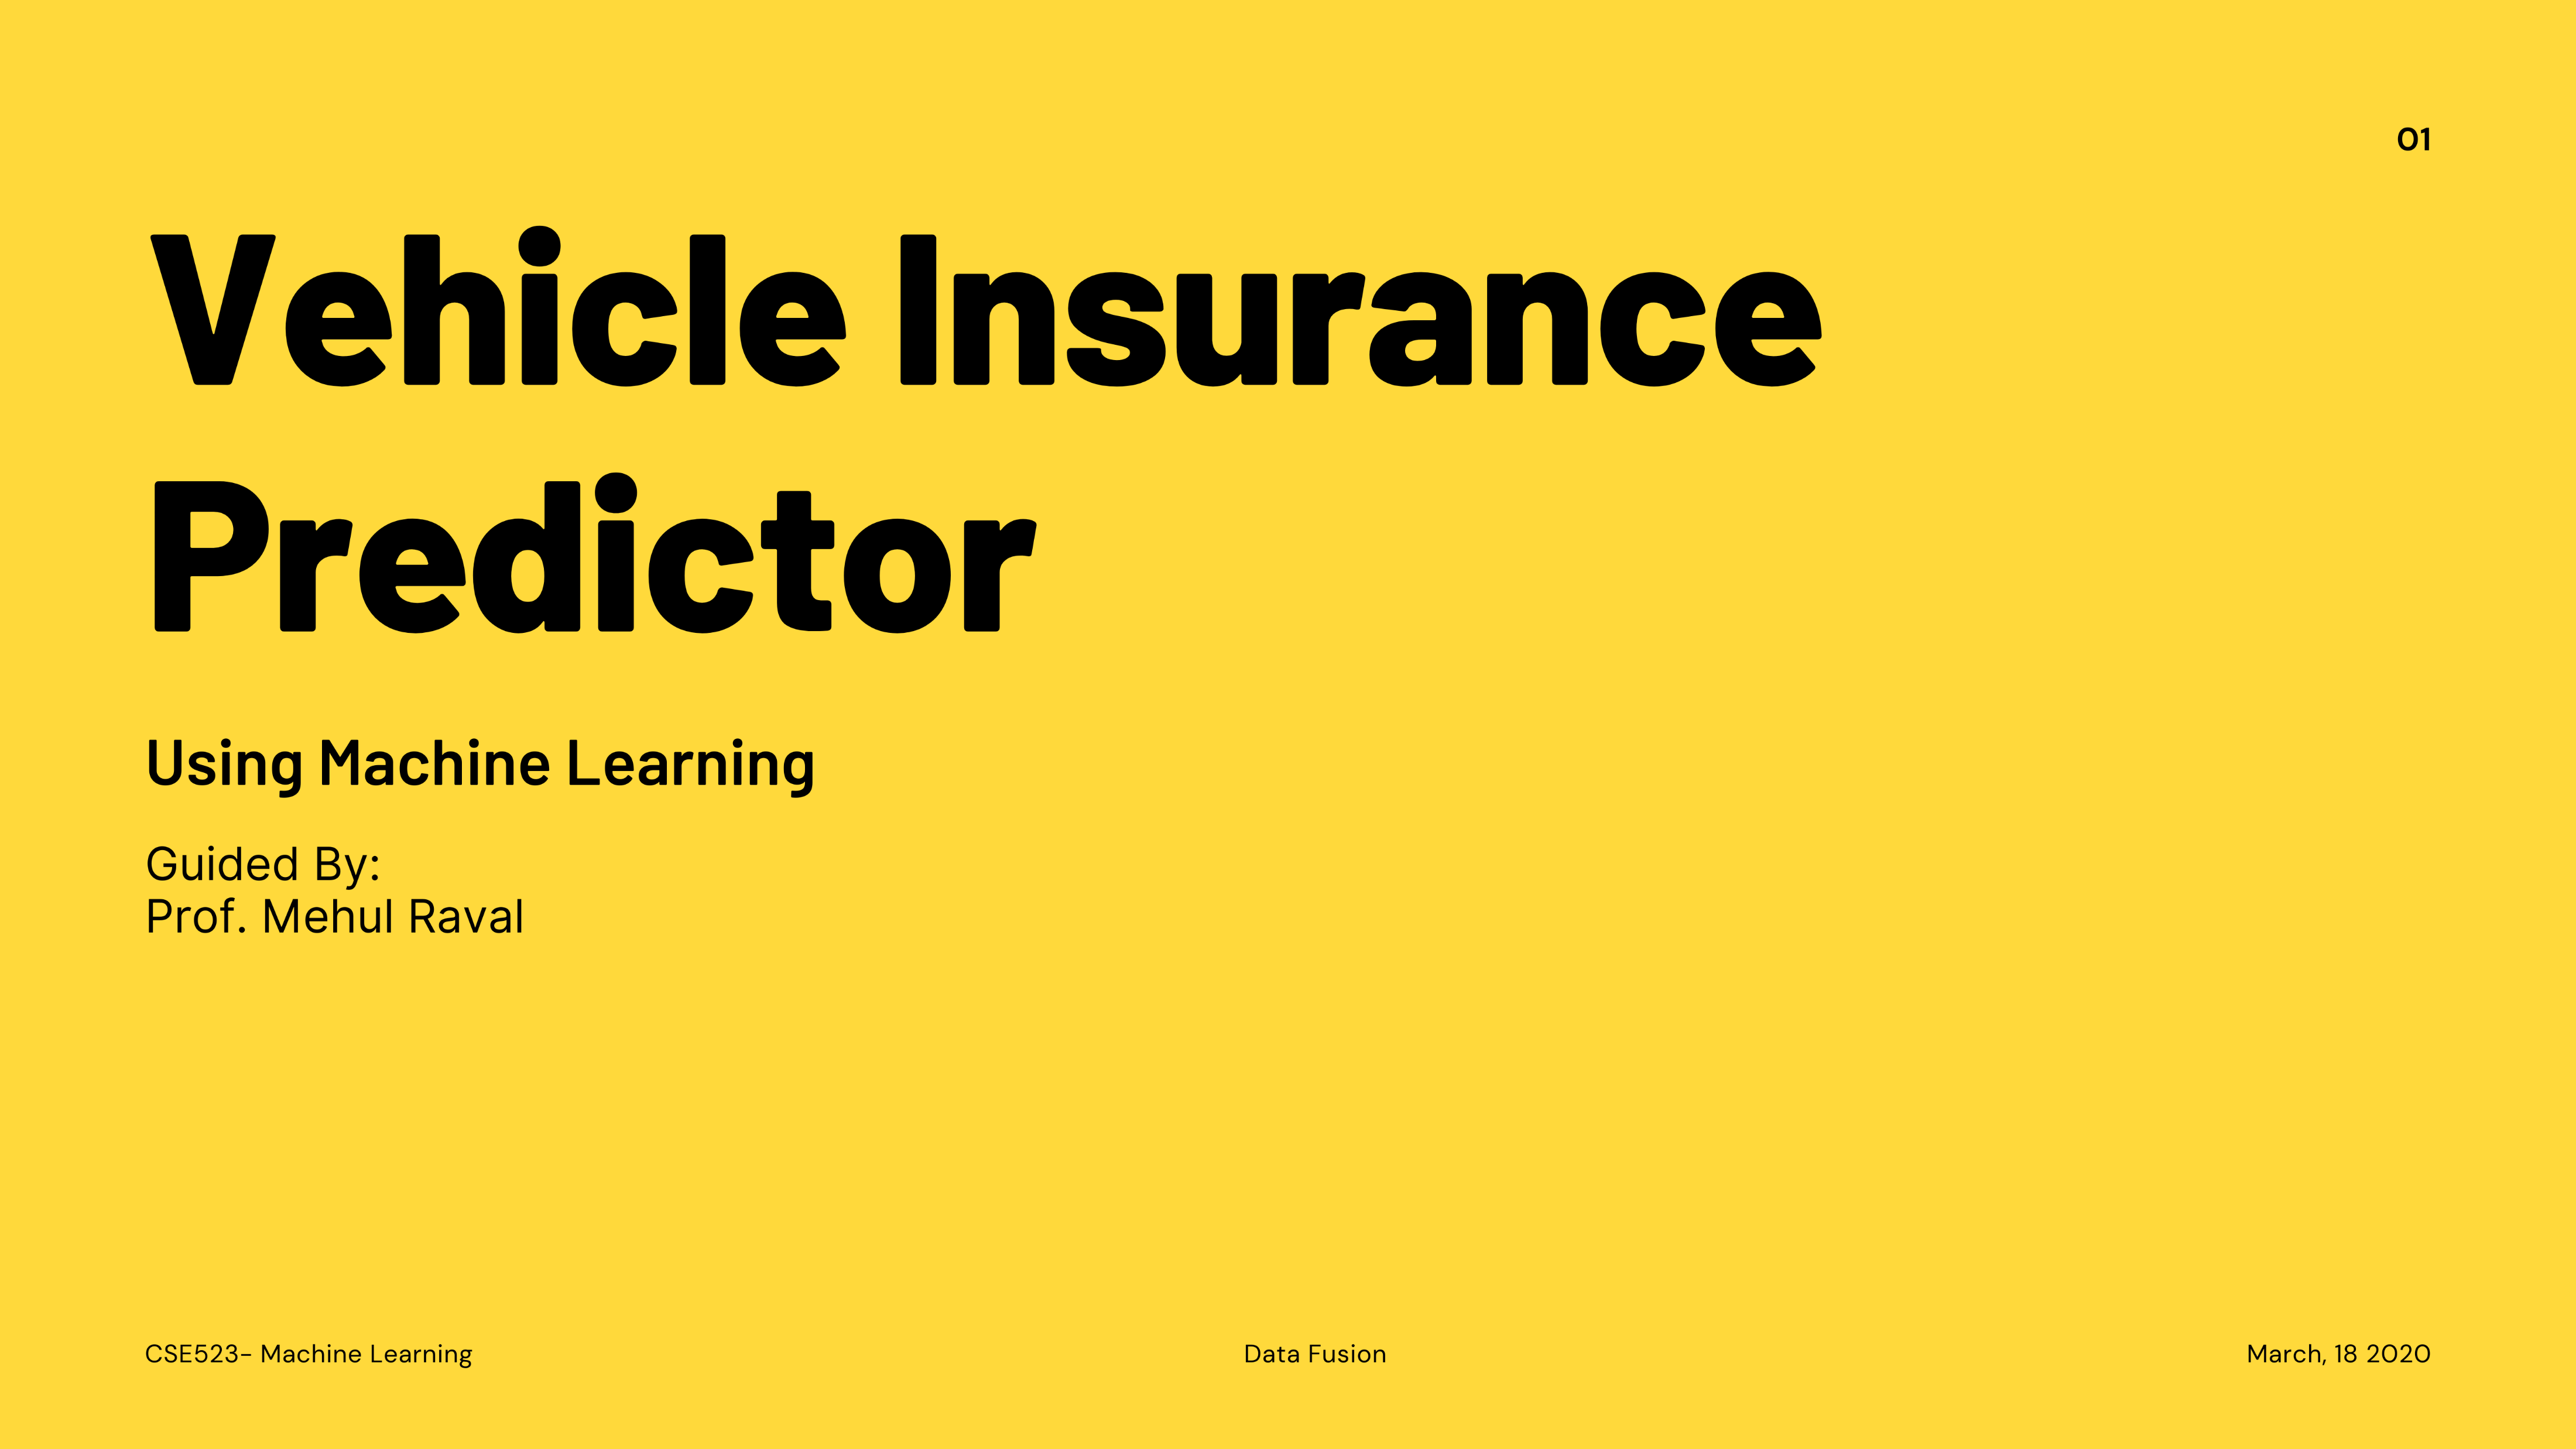 01
Vehicle Insurance
Predictor
Using Machine Learning
Guided By:
Prof. Mehul Raval
CSE523- Machine Learning
Data Fusion
March, 18 2020